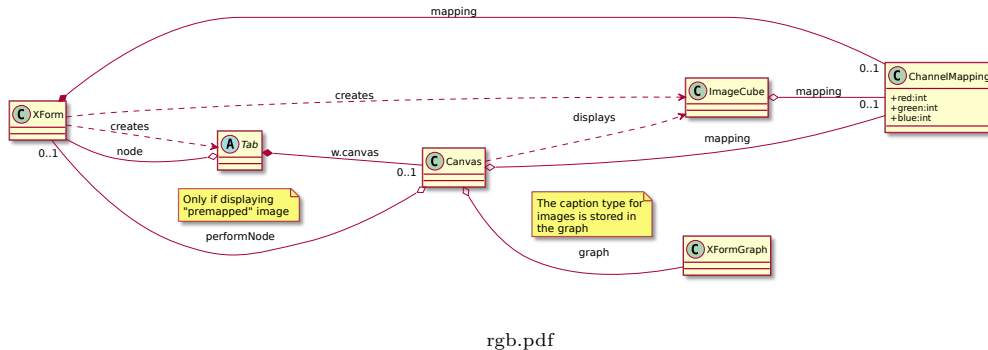 mapping
0..1
C ChannelMapping
+red:int
+green:int
+blue:int
C ImageCube
mapping
0..1
creates
C XForm
displays
creates
mapping
A Tab
node
0..1
w.canvas
C Canvas
0..1
Only if displaying
"premapped" image
The caption type for
images is stored in
the graph
performNode
graph
C XFormGraph
rgb.pdf